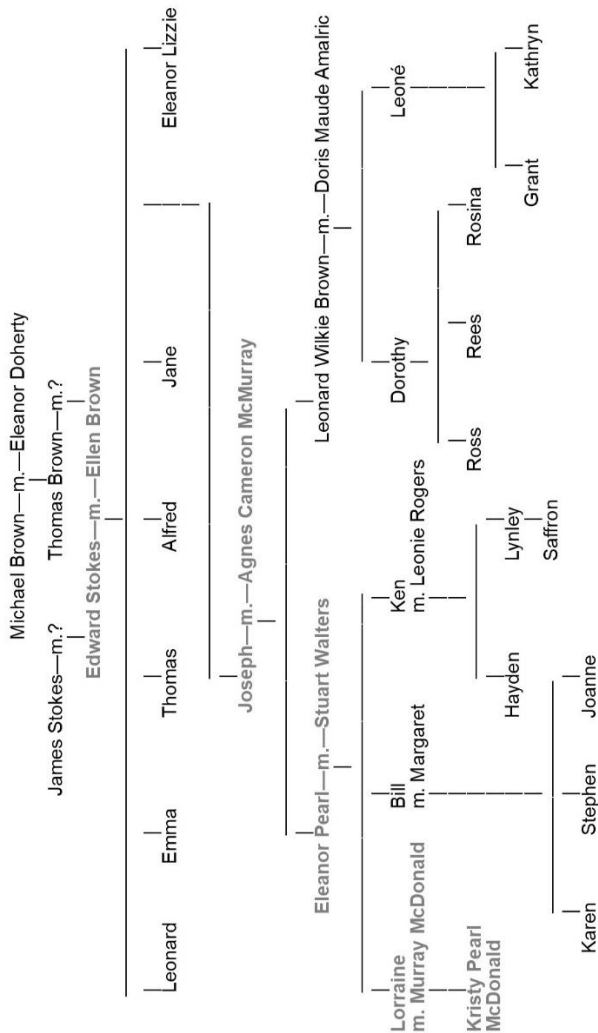 Michael Brown—m.—Eleanor Doherty
James Stokes—m.? Thomas Brown—m.?
Edward Stokes—m.—Ellen Brown
Leonard Emma Thomas Alfred Jane Eleanor Lizzie
Joseph—m.—Agnes Cameron McMurray
Eleanor Pearl—m.—Stuart Walters Leonard Wilkie Brown—m.—Doris Maude Amalric
Lorraine Bill Ken Dorothy Leoné
m. Murray McDonald m. Margaret m. Leonie Rogers
Kristy Pearl
McDonald
Hayden Lynley
Saffron
Ross Rees Rosina
Grant Kathryn
Karen Stephen Joanne